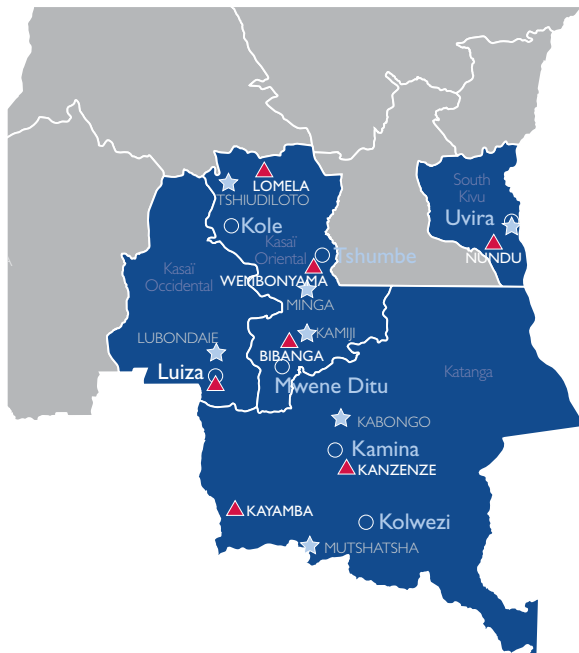 LOMELA
TSHIUDILOTO
South
Kivu
Uvira
Kole
Kasaï
Oriental
Tshumbe
NUNDU
Kasaï
Occidental
WEMBONYAMA
MINGA
LUBONDAIE
KAMIJI
BIBANGA
Luiza
Mwene Ditu
Katanga
KABONGO
Kamina
KANZENZE
KAYAMBA
Kolwezi
MUTSHATSHA